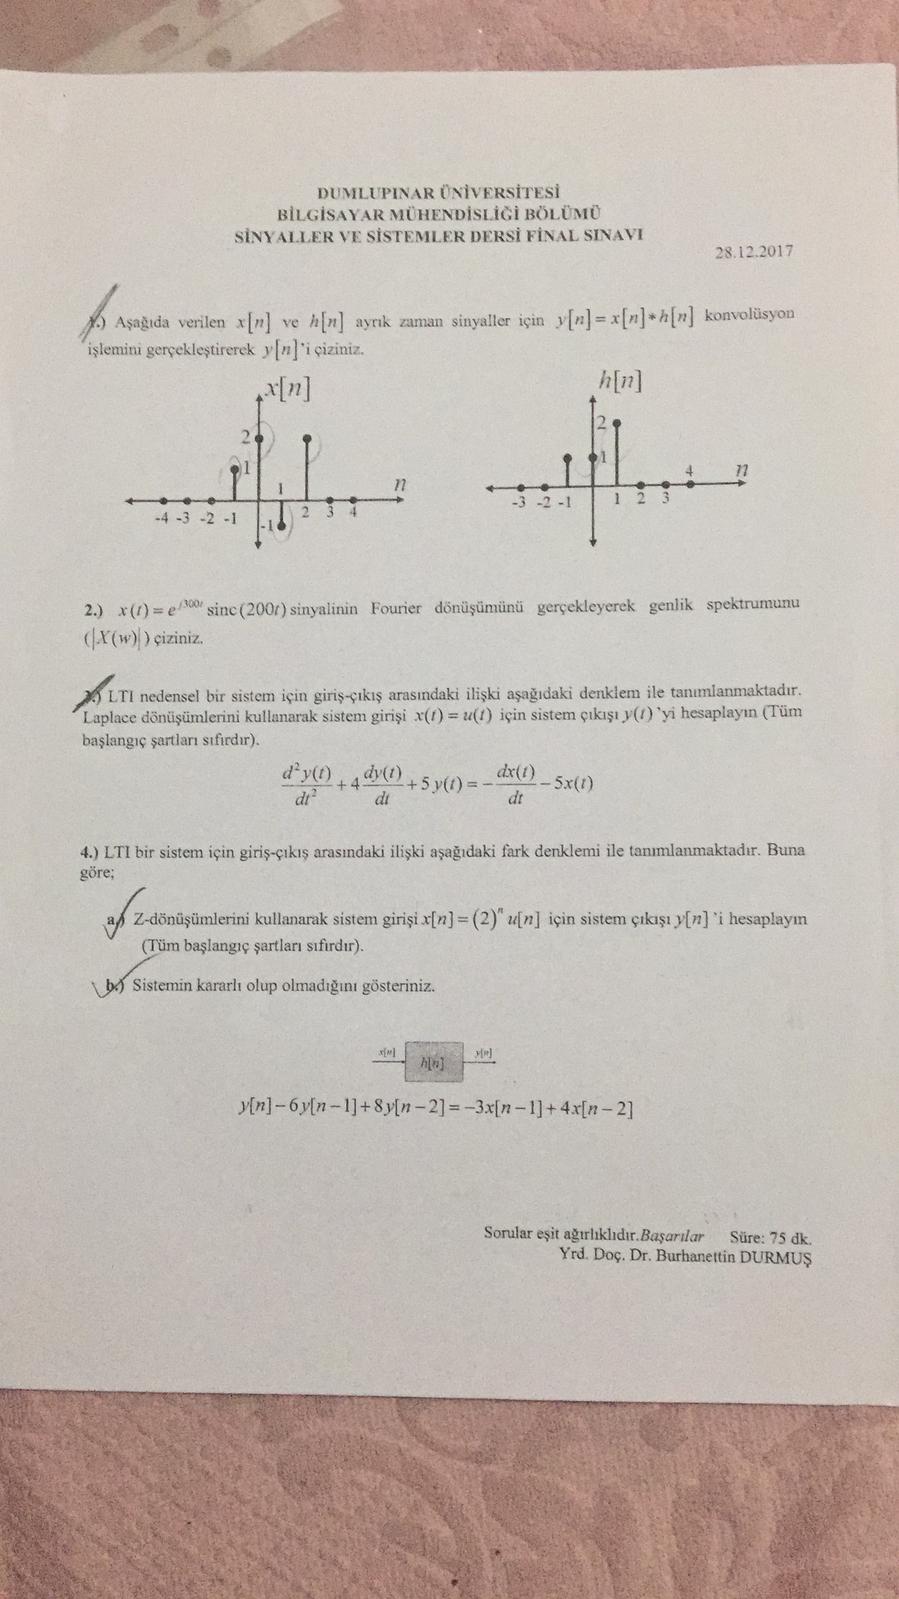 DUMLUPINAR ÜNİVERSİTESİ
BİLGİSAYAR MÜHENDİSLİĞİ BÖLÜMÜ
SİNYALLER VE SİSTEMLER DERSİ FİNAL SINAVI
28.12.2017
1.) Aşağıda verilen x[n] ve h[n] ayrık zaman sinyaller için y[n]=x[n]*h[n] konvolüsyon
işlemini gerçekleştirerek y[n]'i çiziniz.
x[n]
2
1
1
n
-4 -3 -2 -1
-1
2 3 4
h[n]
2
1
4
n
-3 -2 -1
1 2 3
2.) x(t) = e^{j300t} sinc(200t) sinyalinin Fourier dönüşümünü gerçekleyerek genlik spektrumunu
(|X(w)|) çiziniz.
3.) LTI nedensel bir sistem için giriş-çıkış arasındaki ilişki aşağıdaki denklem ile tanımlanmaktadır.
Laplace dönüşümlerini kullanarak sistem girişi x(t) = u(t) için sistem çıkışı y(t)'yi hesaplayın (Tüm
başlangıç şartları sıfırdır).
d²y(t)/dt² + 4 dy(t)/dt + 5y(t) = - dx(t)/dt - 5x(t)
4.) LTI bir sistem için giriş-çıkış arasındaki ilişki aşağıdaki fark denklemi ile tanımlanmaktadır. Buna
göre;
a.) Z-dönüşümlerini kullanarak sistem girişi x[n]=(2)ⁿ u[n] için sistem çıkışı y[n]'i hesaplayın
(Tüm başlangıç şartları sıfırdır).
b.) Sistemin kararlı olup olmadığını gösteriniz.
x[n]
h[n]
y[n]
y[n]-6y[n-1]+8y[n-2]=-3x[n-1]+4x[n-2]
Sorular eşit ağırlıklıdır.Başarılar Süre: 75 dk.
Yrd. Doç. Dr. Burhanettin DURMUŞ